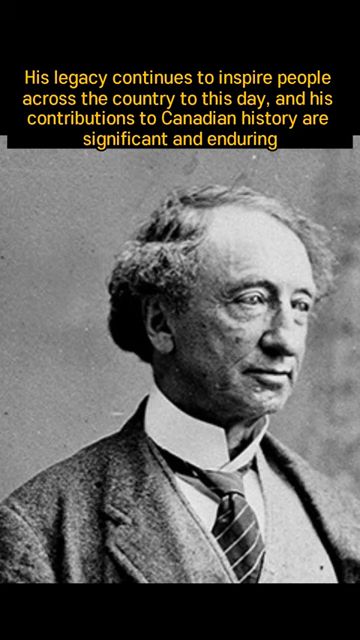 His legacy continues to inspire people
across the country to this day, and his
contributions to Canadian history are
significant and enduring